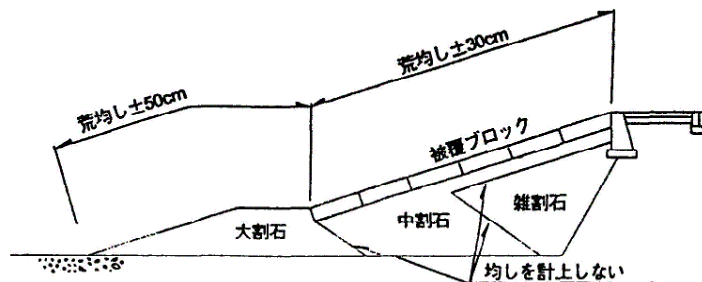 荒均し±50cm
荒均し±30cm
被覆ブロック
大割石
中割石
雑割石
均しを計上しない